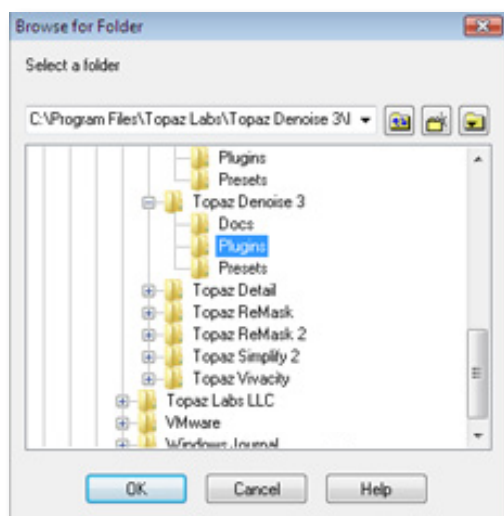 Browse for Folder
Select a folder
C:\Program Files\Topaz Labs\Topaz Denoise 3\
Plugins
Presets
Topaz Denoise 3
Docs
Plugins
Presets
Topaz Detail
Topaz ReMask
Topaz ReMask 2
Topaz Simplify 2
Topaz Vivacity
Topaz Labs LLC
VMware
Windows Journal
OK Cancel Help